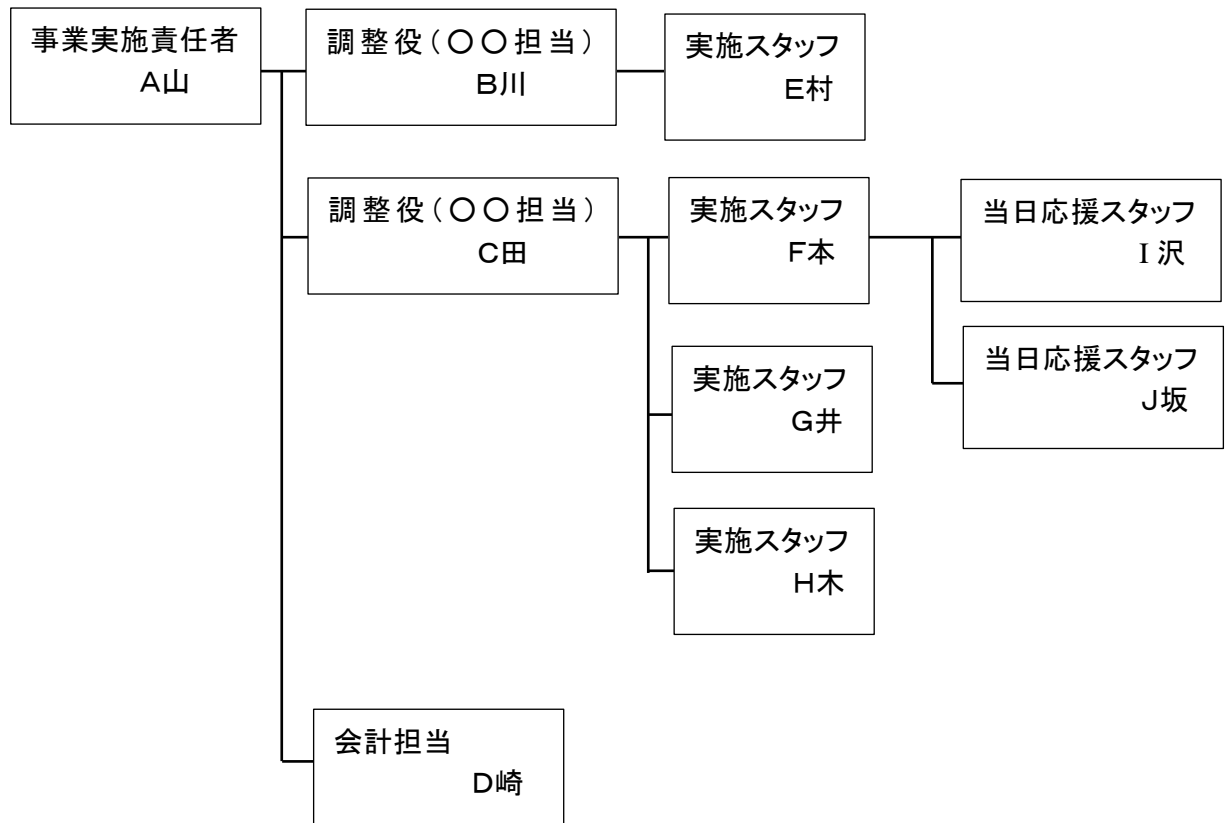 事業実施責任者
A山
調整役（〇〇担当）
B川
実施スタッフ
E村
調整役（〇〇担当）
C田
実施スタッフ
F本
当日応援スタッフ
I 沢
当日応援スタッフ
J坂
実施スタッフ
G井
実施スタッフ
H木
会計担当
D崎